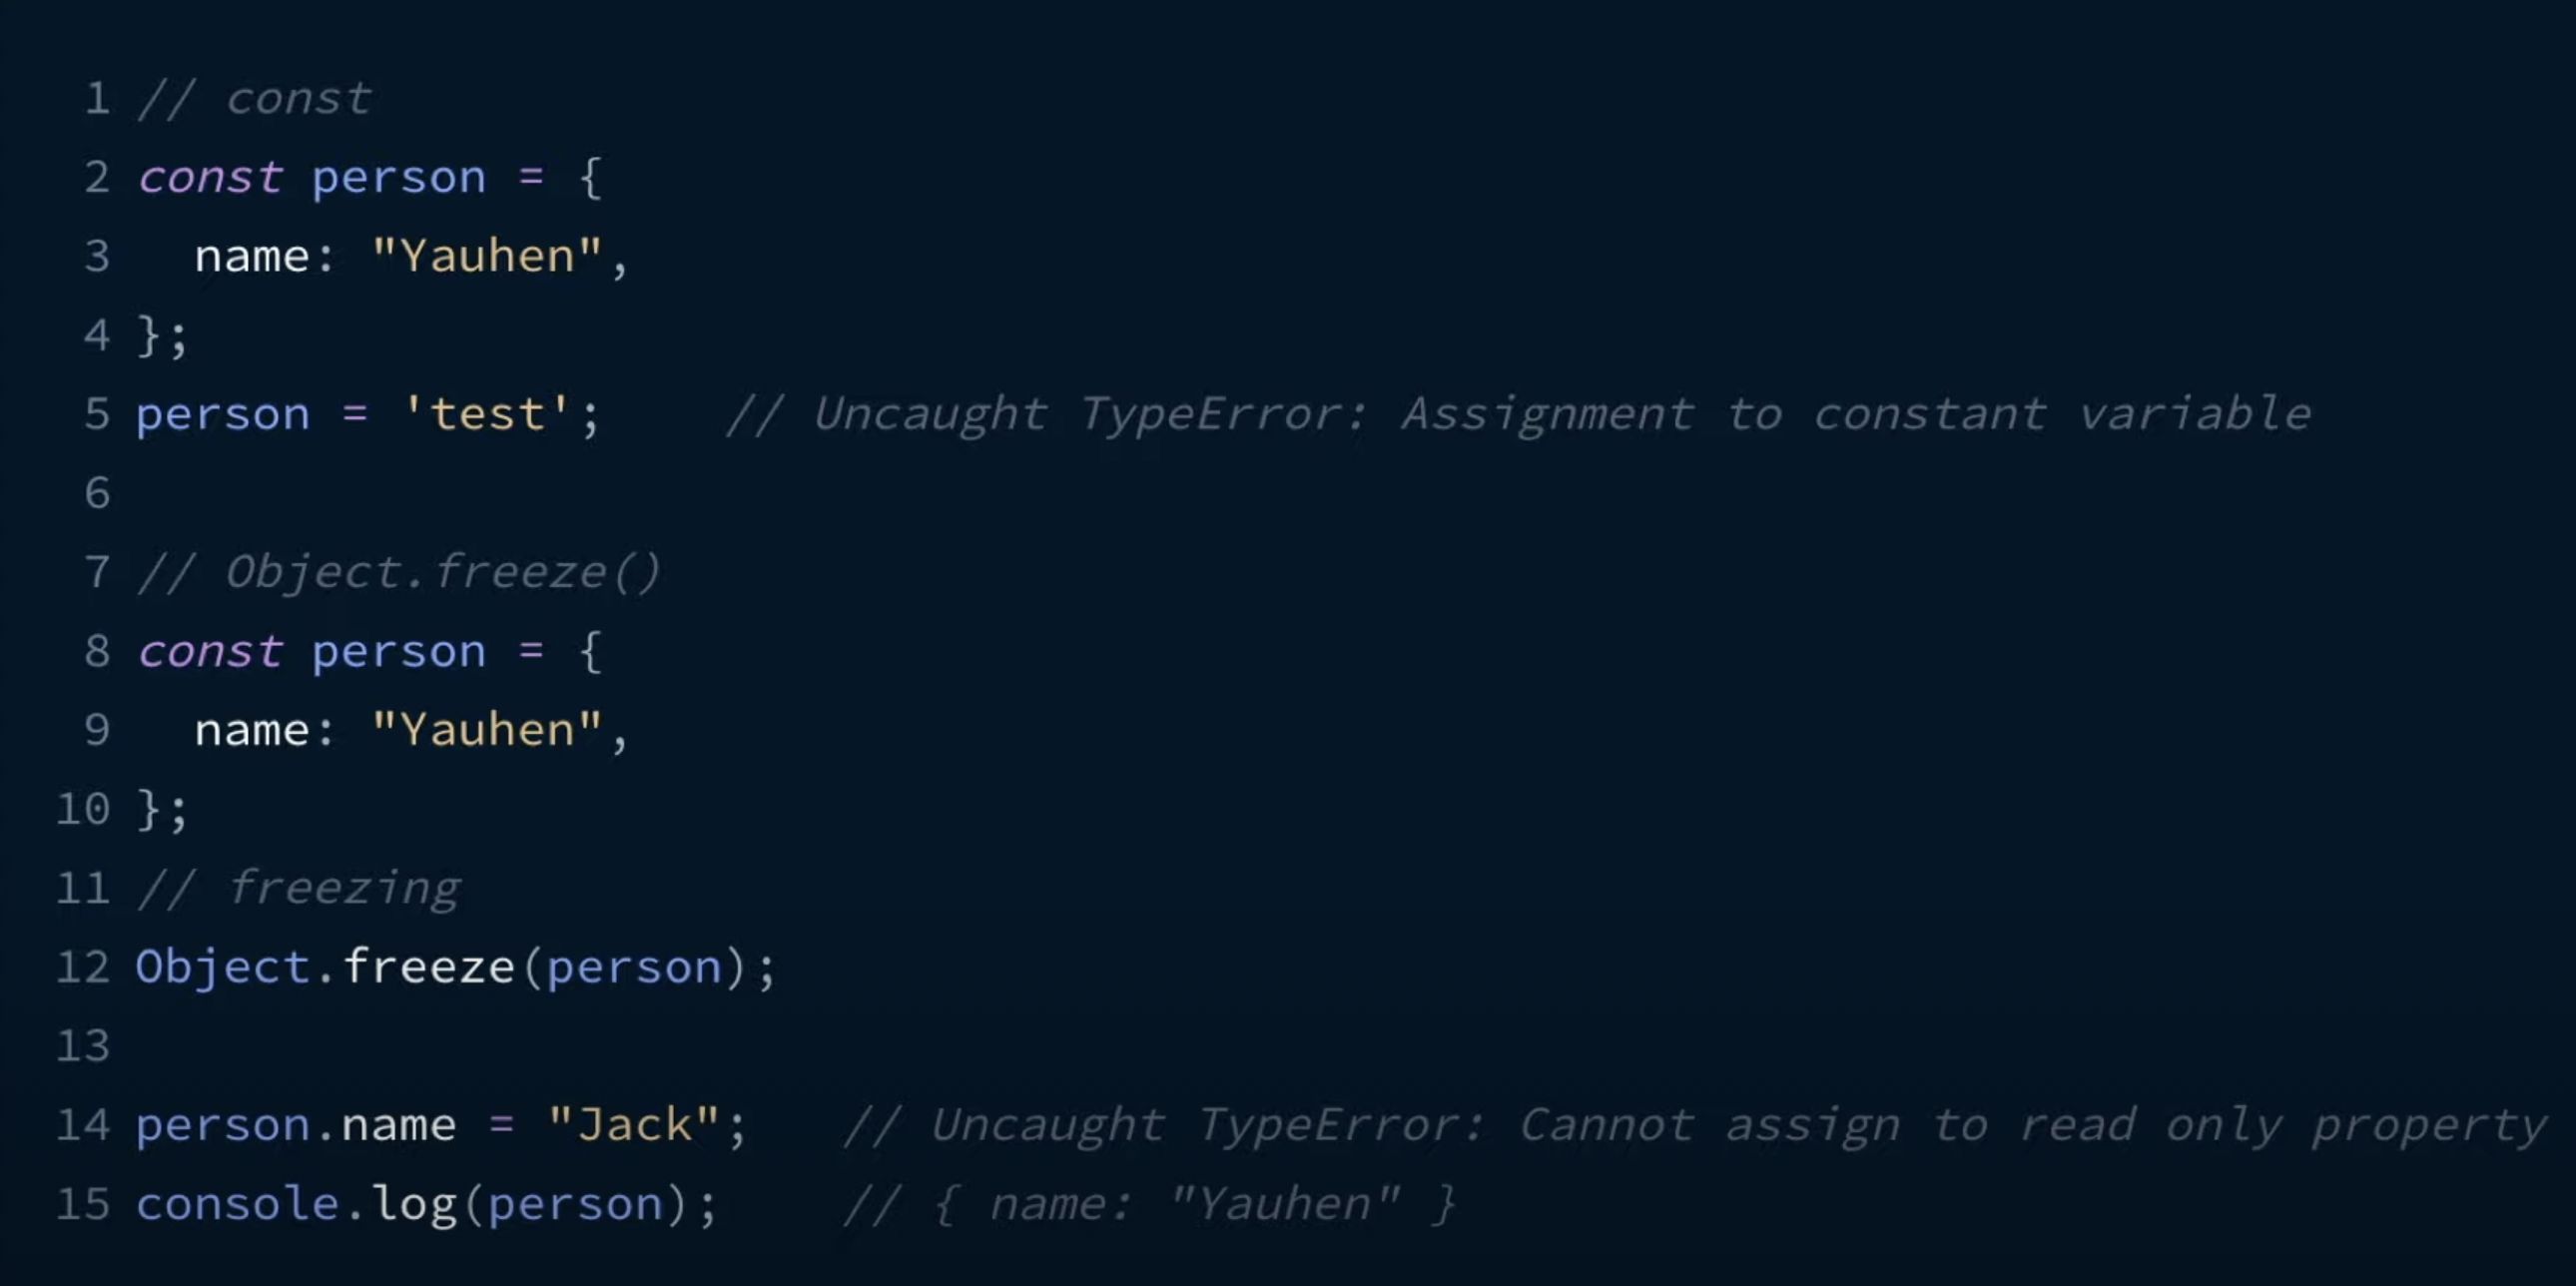 1 // const
2 const person = {
3   name: "Yauhen",
4 };
5 person = 'test';    // Uncaught TypeError: Assignment to constant variable
6
7 // Object.freeze()
8 const person = {
9   name: "Yauhen",
10 };
11 // freezing
12 Object.freeze(person);
13
14 person.name = "Jack";   // Uncaught TypeError: Cannot assign to read only property
15 console.log(person);    // { name: "Yauhen" }